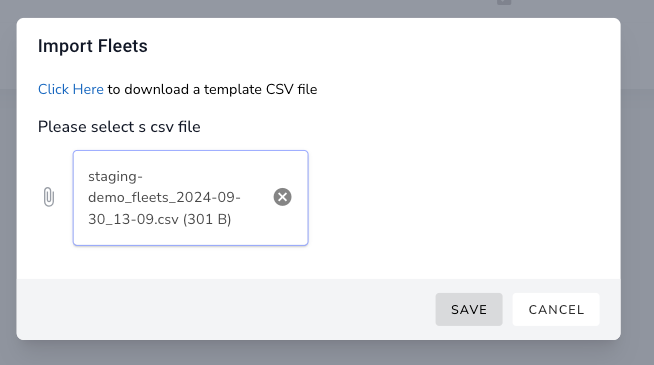 Import Fleets
Click Here to download a template CSV file
Please select s csv file
staging-
demo_fleets_2024-09-
30_13-09.csv (301 B)
SAVE CANCEL